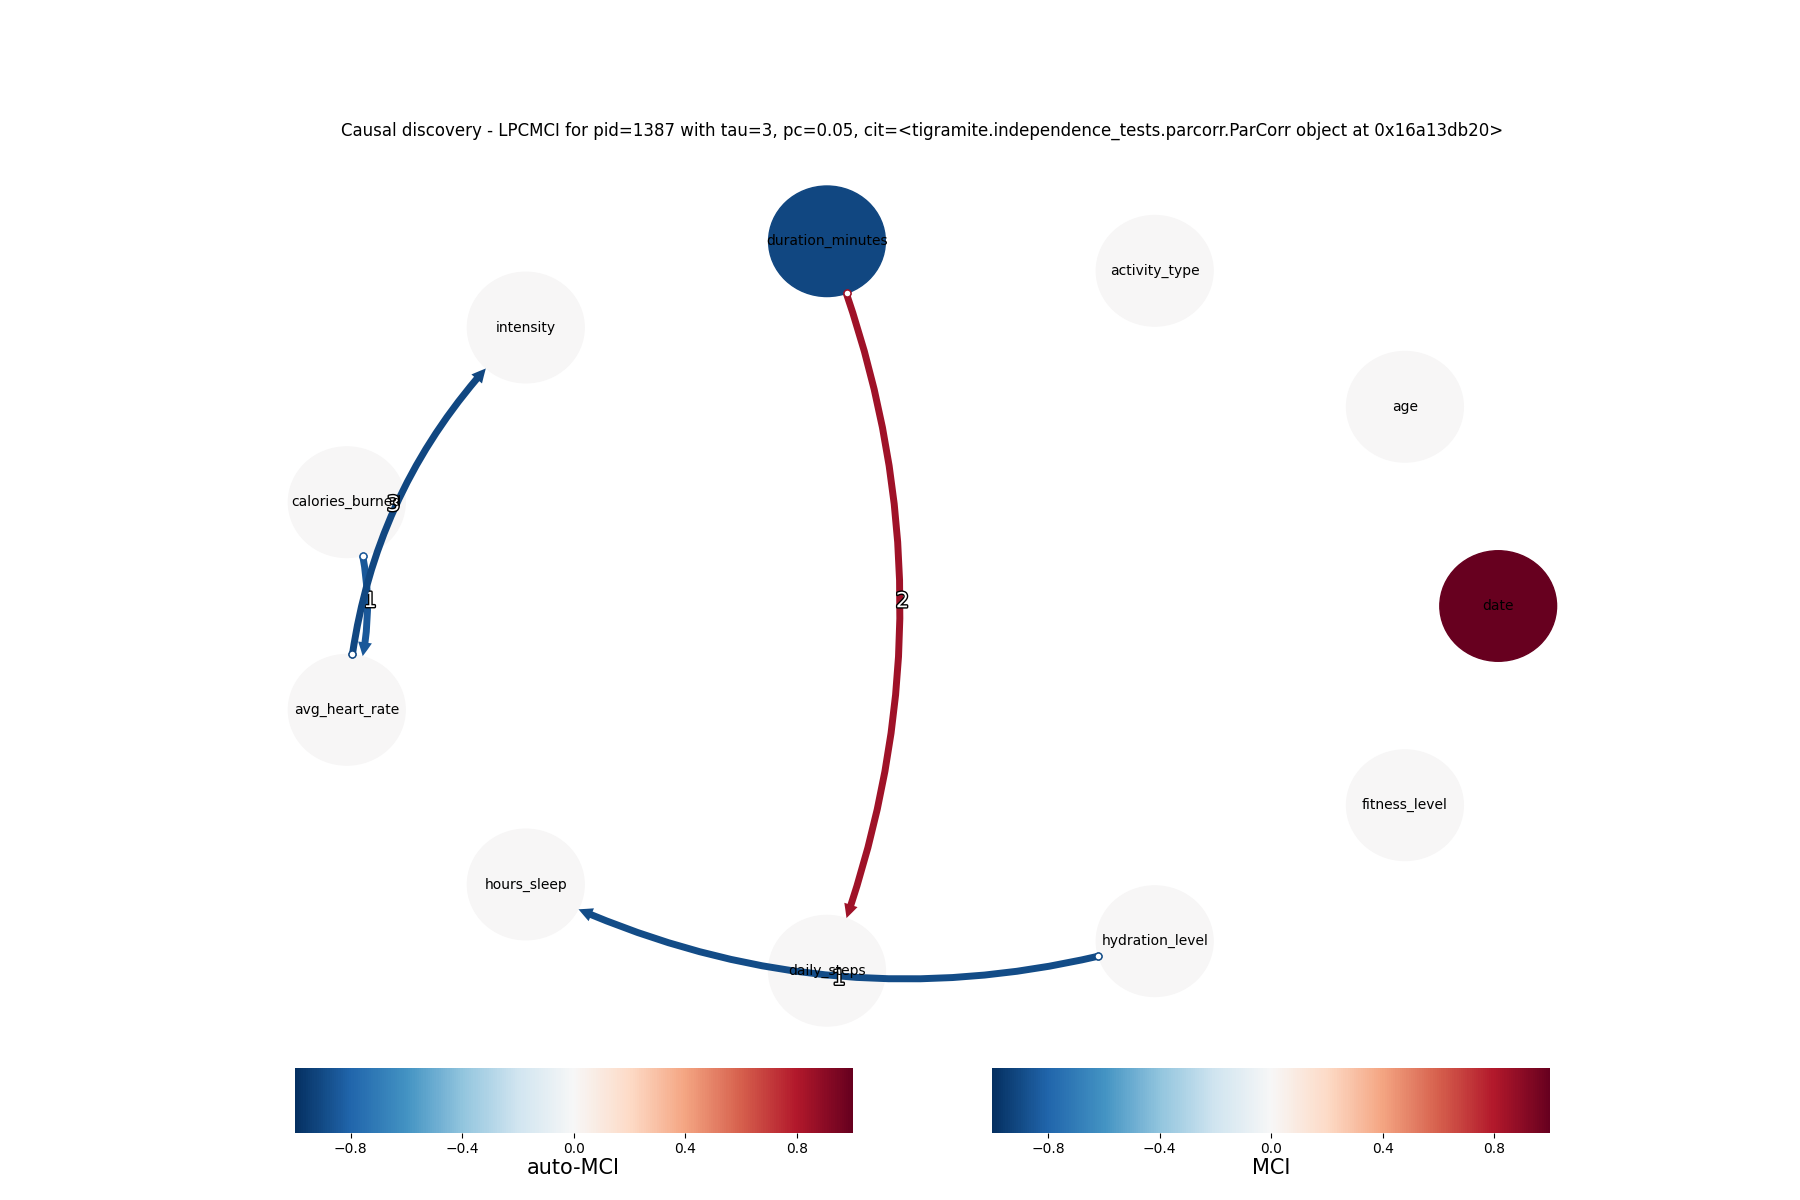 Causal discovery - LPCMCI for pid=1387 with tau=3, pc=0.05, cit=<tigramite.independence_tests.parcorr.ParCorr object at 0x16a13db20>
duration_minutes
activity_type
intensity
age
calories_burned
3
1
2
date
avg_heart_rate
fitness_level
hours_sleep
hydration_level
daily_steps
1
−0.8 −0.4 0.0 0.4 0.8
auto-MCI
−0.8 −0.4 0.0 0.4 0.8
MCI